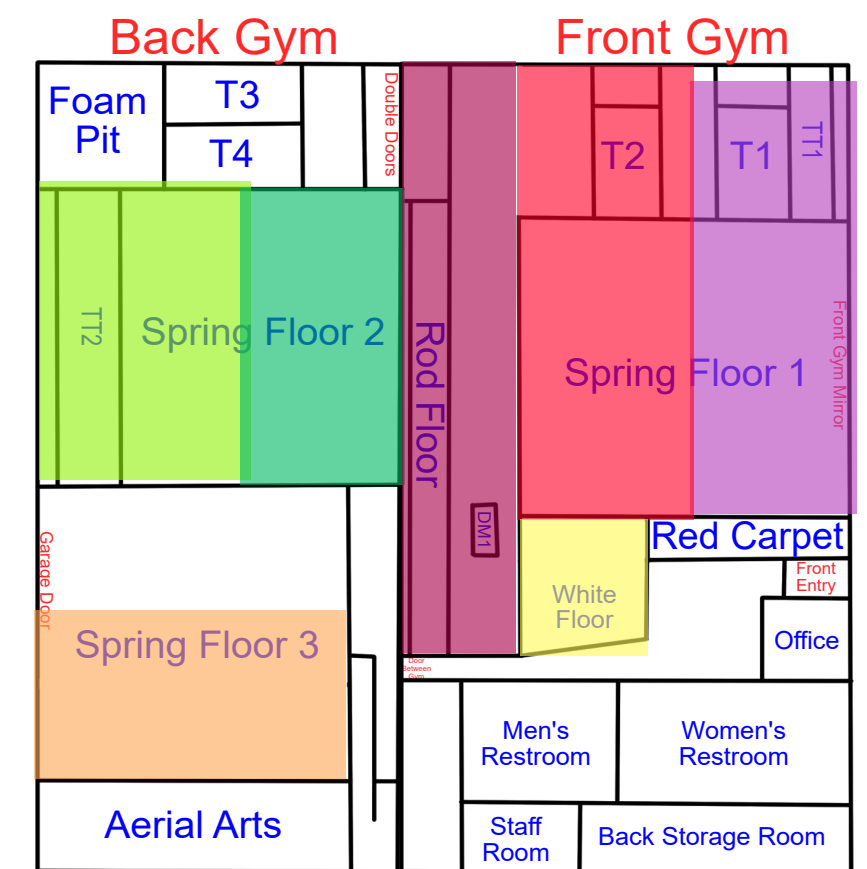 Back Gym
Front Gym
Foam
Pit
T3
T4
Double Doors
T2
T1
TT1
TT2
Spring Floor 2
Rod Floor
Spring Floor 1
Front Gym Mirror
DM1
Red Carpet
White
Floor
Front
Entry
Garage Door
Spring Floor 3
Office
Door
Between
Gym
Men's
Restroom
Women's
Restroom
Aerial Arts
Staff
Room
Back Storage Room